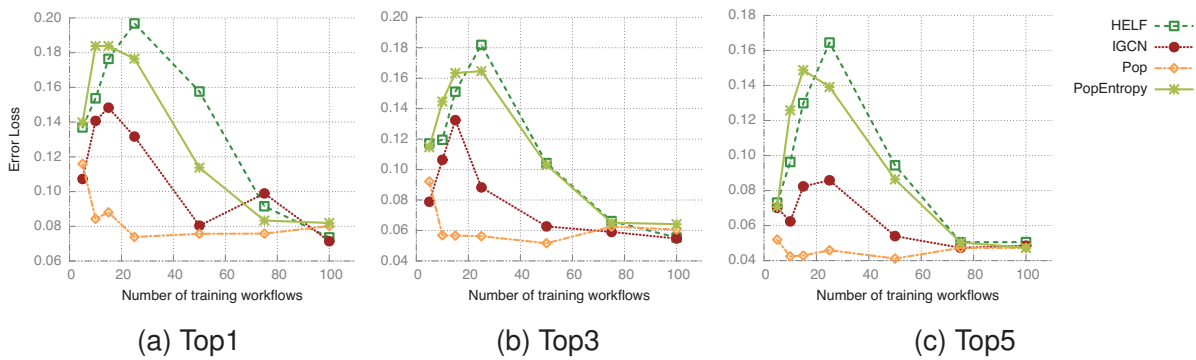 0.20
0.18
0.16
0.14
0.12
0.10
0.08
0.06
Error Loss
0 20 40 60 80 100
Number of training workflows
(a) Top1
0.20
0.18
0.16
0.14
0.12
0.10
0.08
0.06
0.04
0 20 40 60 80 100
Number of training workflows
(b) Top3
0.18
0.16
0.14
0.12
0.10
0.08
0.06
0.04
0 20 40 60 80 100
Number of training workflows
(c) Top5
HELF
IGCN
Pop
PopEntropy